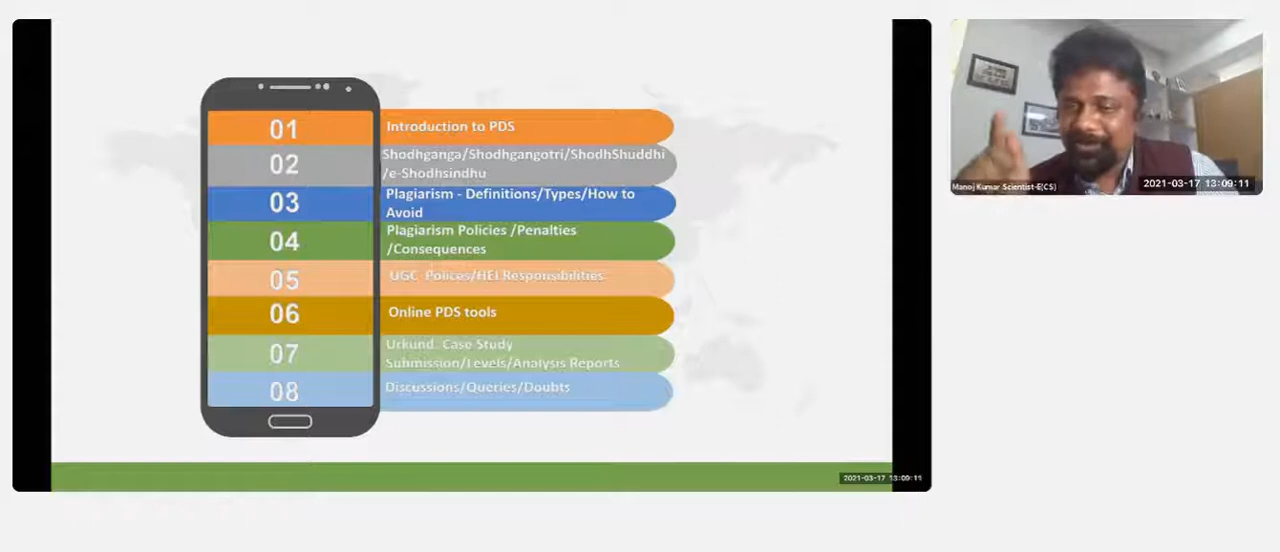 01
Introduction to PDS
02
Shodhganga/Shodhgangotri/ShodhShuddhi
/e-Shodhsindhu
03
Plagiarism - Definitions/Types/How to
Avoid
04
Plagiarism Policies /Penalties
/Consequences
05
UGC Polices/HEI Responsibilities
06
Online PDS tools
07
Urkund. Case Study
Submission/Levels/Analysis Reports
08
Discussions/Queries/Doubts
2021-03-17 13:09:11
Manoj Kumar Scientist-E(CS)
2021-03-17 13:09:11